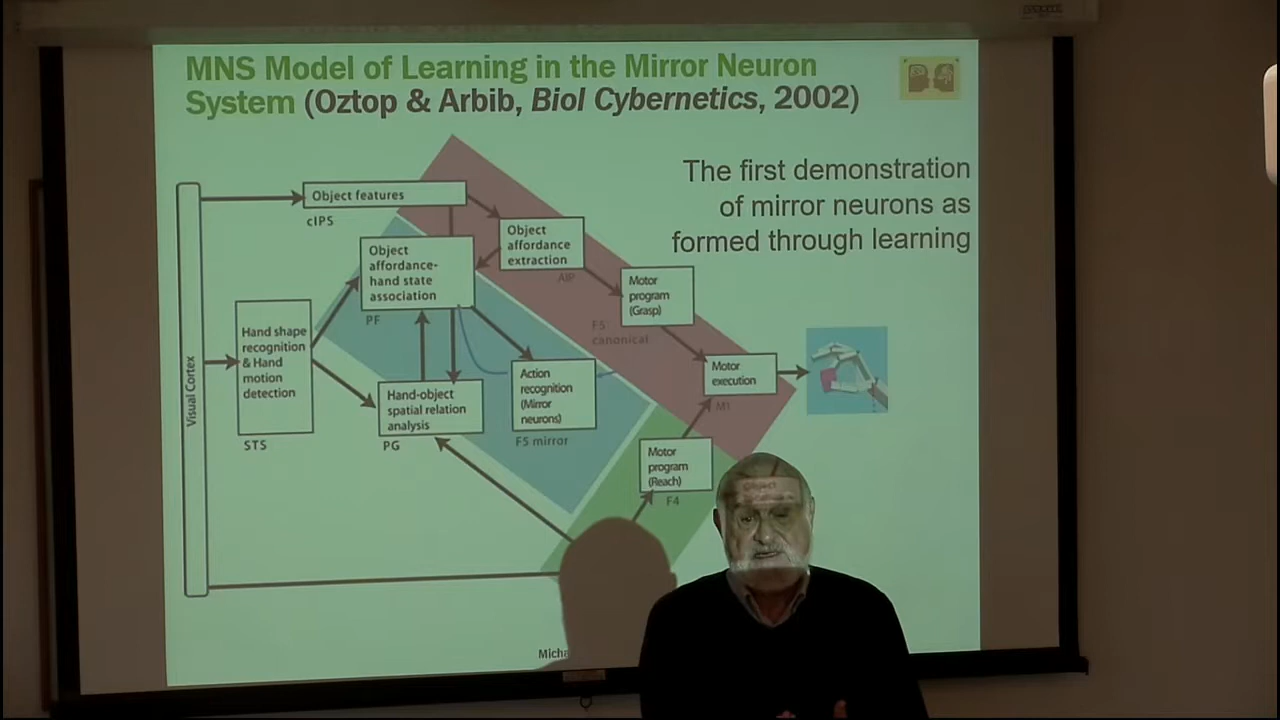 MNS Model of Learning in the Mirror Neuron
System (Oztop & Arbib, Biol Cybernetics, 2002)
The first demonstration
of mirror neurons as
formed through learning
Object features
cIPS
Object
affordance
extraction
AIP
Object
affordance-
hand state
association
PF
Motor
program
(Grasp)
F5
canonical
Hand shape
recognition
& Hand
motion
detection
STS
Visual Cortex
Hand-object
spatial relation
analysis
PG
Action
recognition
(Mirror
neurons)
F5 mirror
Motor
execution
M1
Motor
program
(Reach)
F4